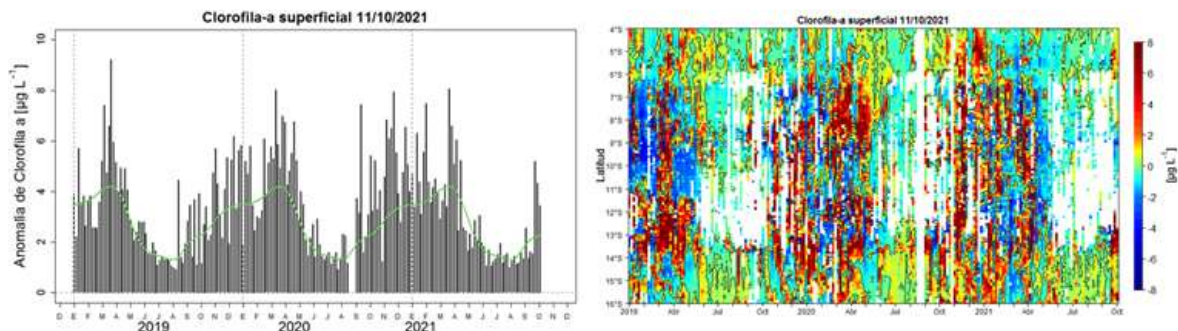 Clorofila-a superficial 11/10/2021
Anomalia de Clorofila a [µg L⁻¹]
10
8
6
4
2
0
D E F M A M J J A S O N D E F M A M J J A S O N D E F M A M J J A S O N D
2019 2020 2021
Clorofila-a superficial 11/10/2021
Latitud
4°S
5°S
6°S
7°S
8°S
9°S
10°S
11°S
12°S
13°S
14°S
15°S
16°S
2019 Abr Jul Oct 2020 Abr Jul Oct 2021 Abr Jul Oct
8
6
4
2
0
-2
-4
-6
-8
[µg L⁻¹]